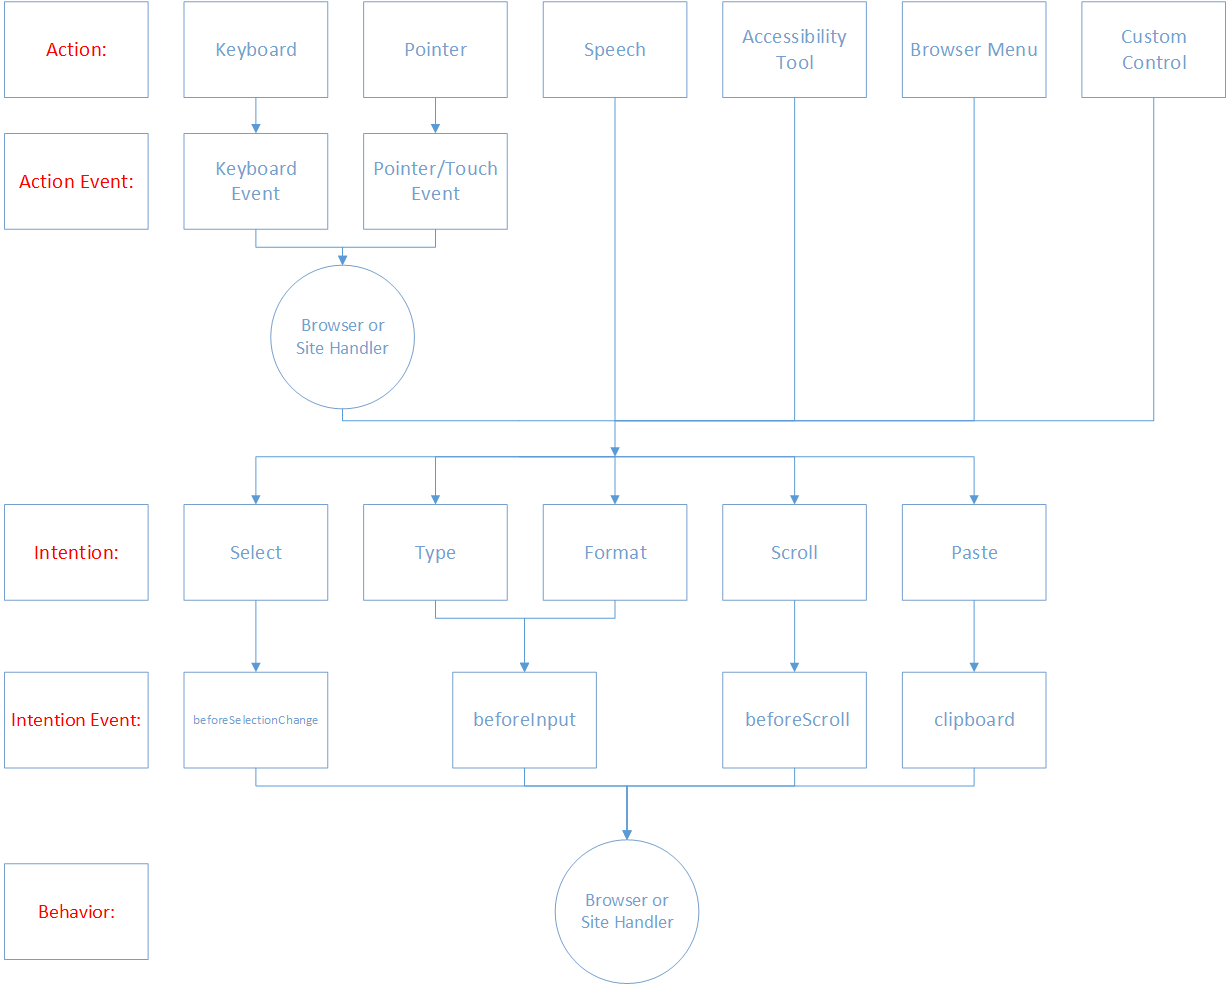 Action:
Keyboard
Pointer
Speech
Accessibility
Tool
Browser Menu
Custom
Control
Action Event:
Keyboard
Event
Pointer/Touch
Event
Browser or
Site Handler
Intention:
Select
Type
Format
Scroll
Paste
Intention Event:
beforeSelectionChange
beforeInput
beforeScroll
clipboard
Behavior:
Browser or
Site Handler